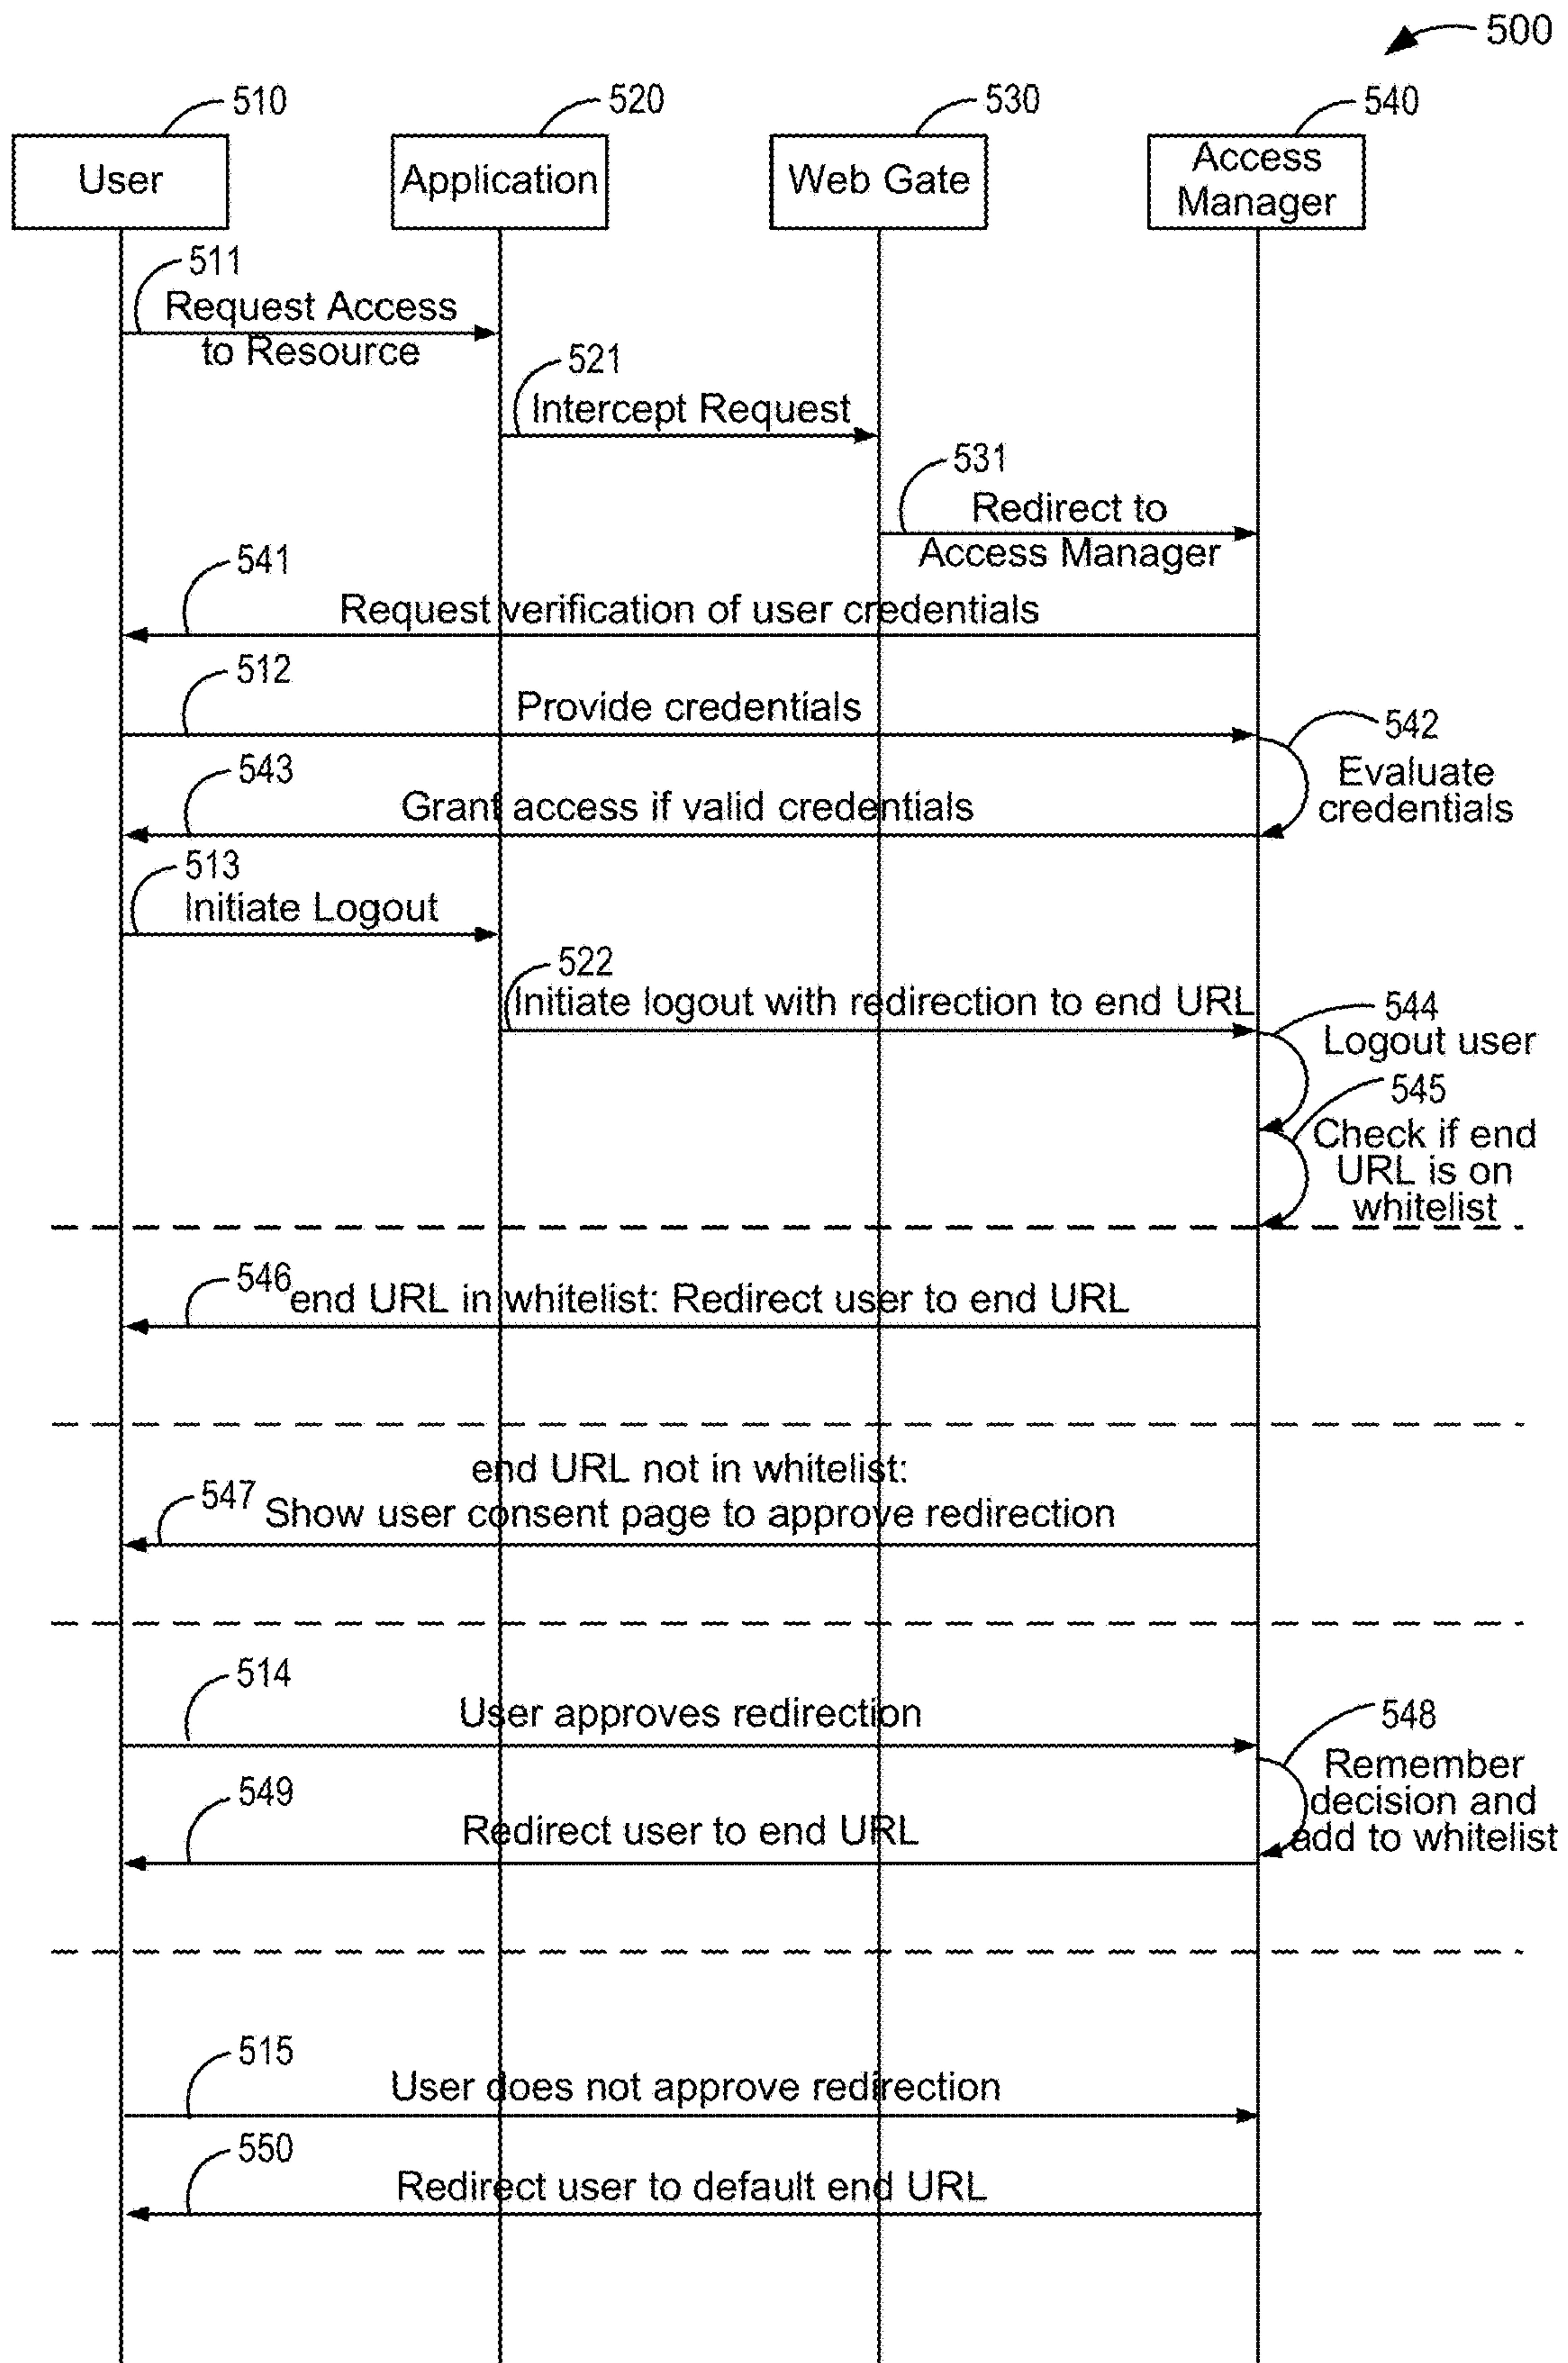 500
510
520
530
540
User
Application
Web Gate
Access
Manager
511
Request Access
to Resource
521
Intercept Request
531
Redirect to
Access Manager
541
Request verification of user credentials
512
Provide credentials
542
Evaluate
credentials
543
Grant access if valid credentials
513
Initiate Logout
522
Initiate logout with redirection to end URL
544
Logout user
545
Check if end
URL is on
whitelist
546
end URL in whitelist: Redirect user to end URL
end URL not in whitelist:
547
Show user consent page to approve redirection
514
User approves redirection
548
Remember
decision and
add to whitelist
549
Redirect user to end URL
515
User does not approve redirection
550
Redirect user to default end URL